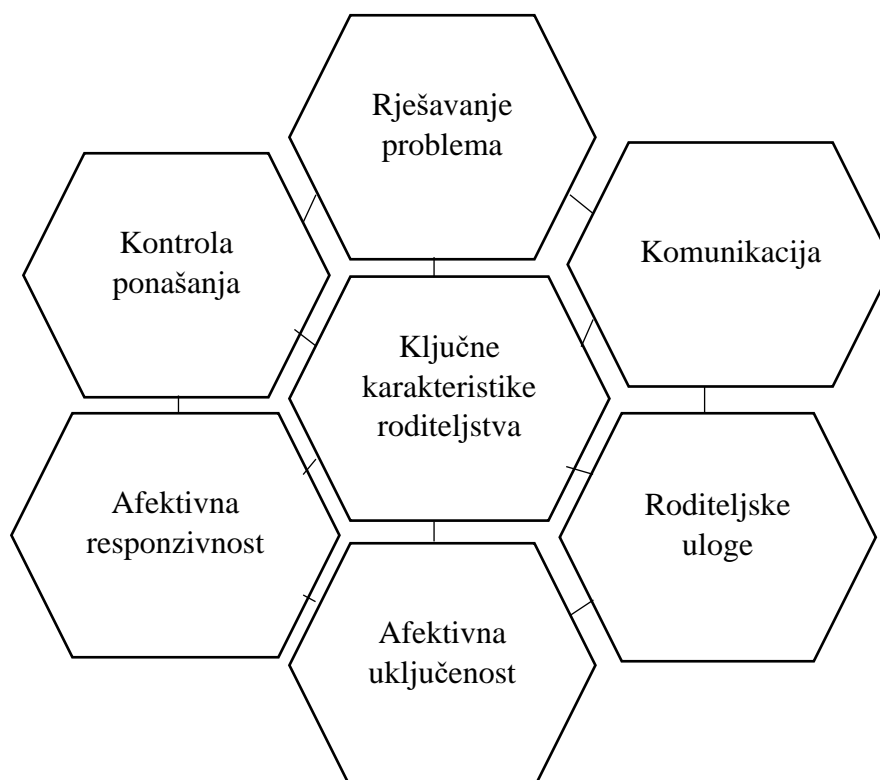 Rješavanje
problema
Kontrola
ponašanja
Komunikacija
Ključne
karakteristike
roditeljstva
Afektivna
responzivnost
Roditeljske
uloge
Afektivna
uključenost